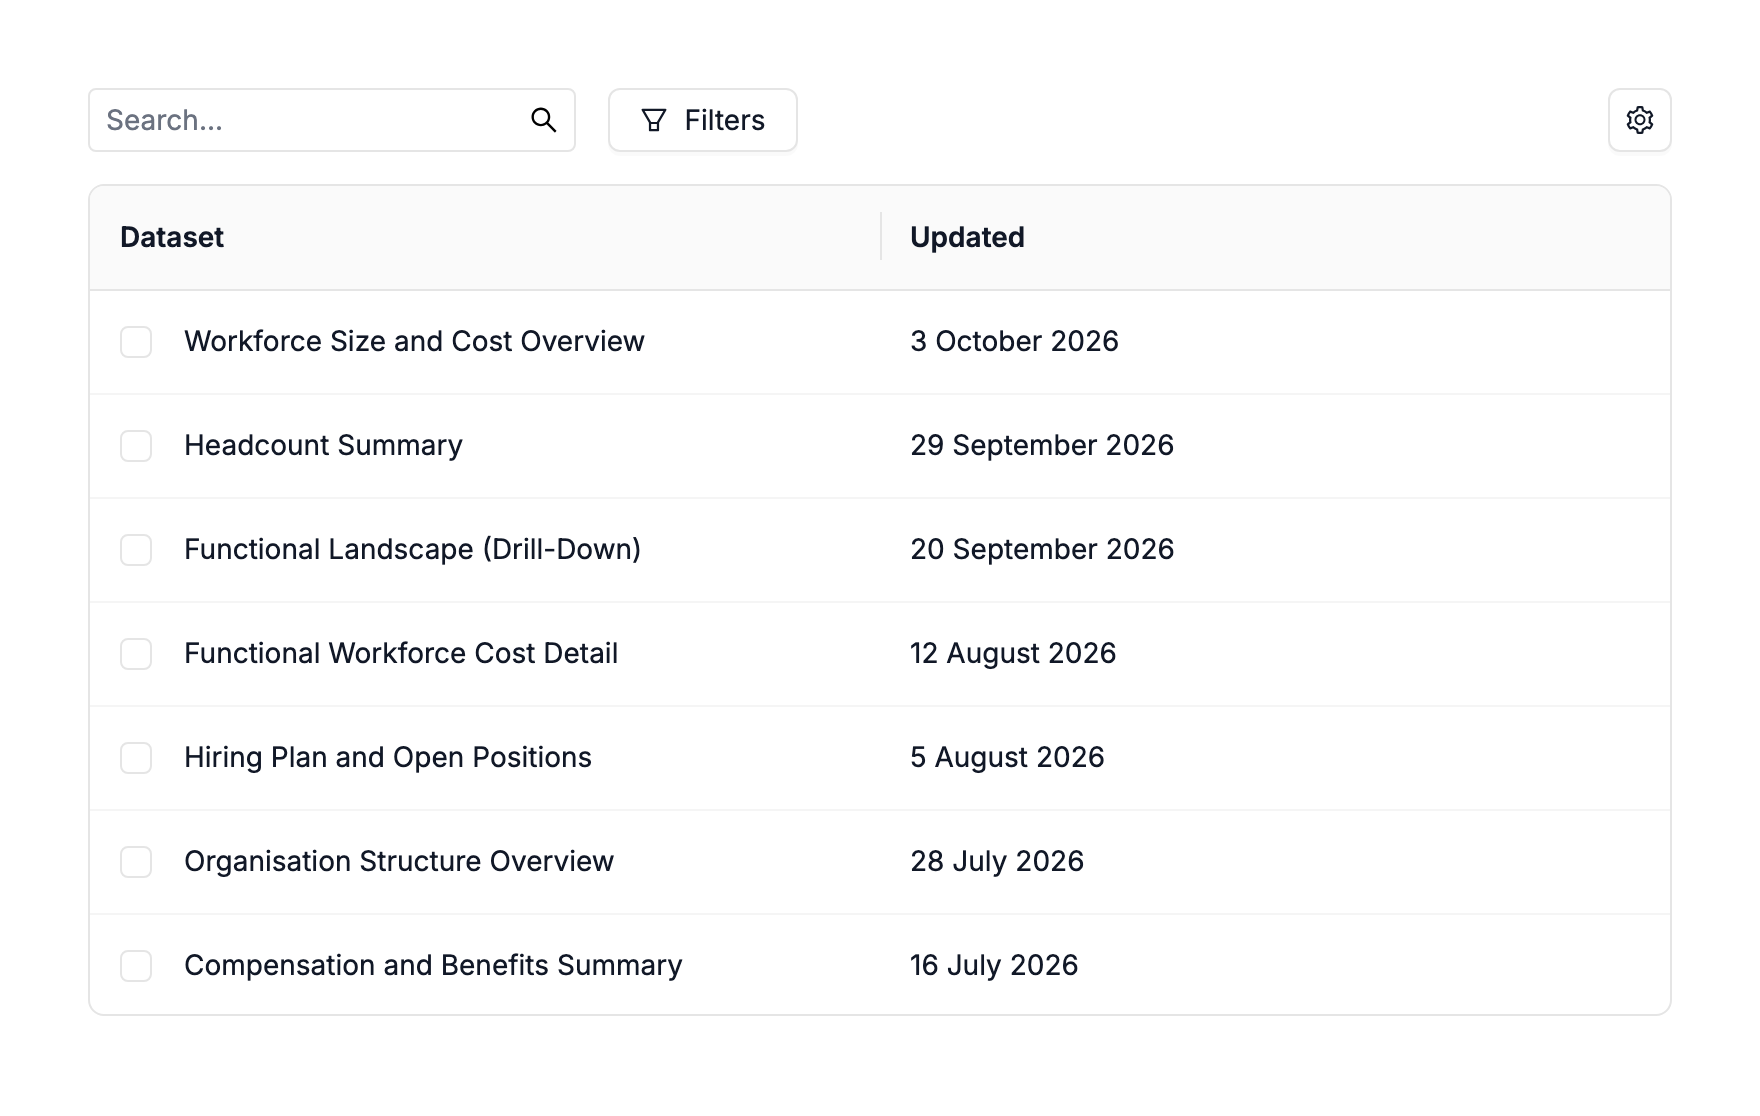 Search...
Filters
Dataset Updated
Workforce Size and Cost Overview 3 October 2026
Headcount Summary 29 September 2026
Functional Landscape (Drill-Down) 20 September 2026
Functional Workforce Cost Detail 12 August 2026
Hiring Plan and Open Positions 5 August 2026
Organisation Structure Overview 28 July 2026
Compensation and Benefits Summary 16 July 2026